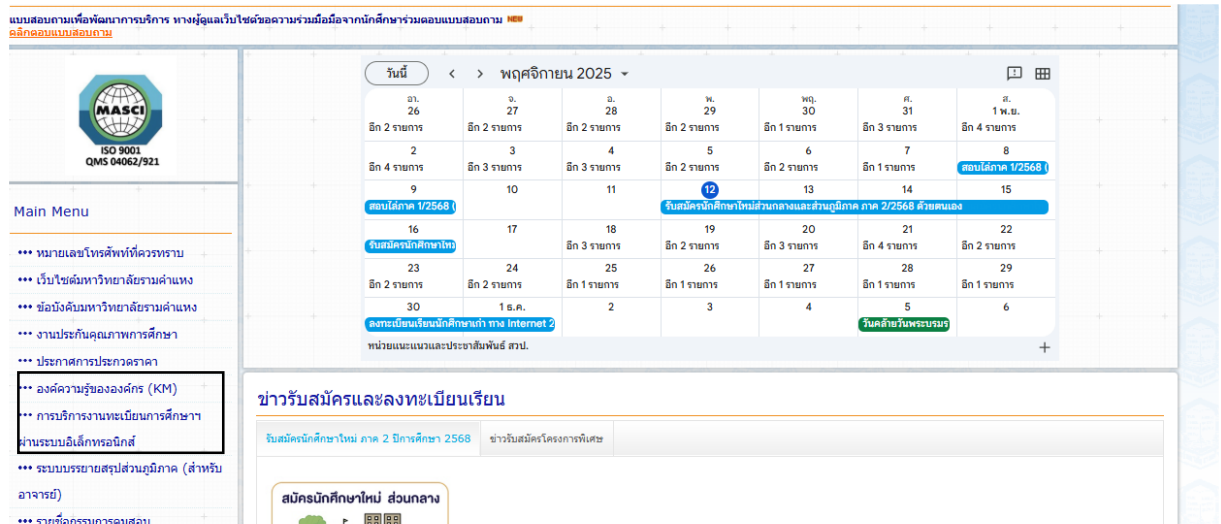 แบบสอบถามเพื่อพัฒนาการบริการ ทางผู้ดูแลเว็บไซต์ขอความร่วมมือมือจากนักศึกษาร่วมตอบแบบสอบถาม NEW
คลิกตอบแบบสอบถาม
MASCI
ISO 9001
QMS 04062/921
Main Menu
••• หมายเลขโทรศัพท์ที่ควรทราบ
••• เว็บไซต์มหาวิทยาลัยรามคำแหง
••• ข้อบังคับมหาวิทยาลัยรามคำแหง
••• งานประกันคุณภาพการศึกษา
••• ประกาศการประกวดราคา
••• องค์ความรู้ขององค์กร (KM)
••• การบริการงานทะเบียนการศึกษาฯ
ผ่านระบบอิเล็กทรอนิกส์
••• ระบบบรรยายสรุปส่วนภูมิภาค (สำหรับ
อาจารย์)
••• รายชื่อกรรมการคุมสอบ
วันนี้ ‹ › พฤศจิกายน 2025
อา. จ. อ. พ. พฤ. ศ. ส.
26 27 28 29 30 31 1 พ.ย.
อีก 2 รายการ อีก 2 รายการ อีก 2 รายการ อีก 2 รายการ อีก 1 รายการ อีก 3 รายการ อีก 4 รายการ
2 3 4 5 6 7 8
อีก 4 รายการ อีก 3 รายการ อีก 3 รายการ อีก 2 รายการ อีก 2 รายการ อีก 1 รายการ สอบไล่ภาค 1/2568 (
9 10 11 12 13 14 15
สอบไล่ภาค 1/2568 ( รับสมัครนักศึกษาใหม่ส่วนกลางและส่วนภูมิภาค ภาค 2/2568 ด้วยตนเอง
16 17 18 19 20 21 22
รับสมัครนักศึกษาใหม่ อีก 3 รายการ อีก 2 รายการ อีก 3 รายการ อีก 4 รายการ อีก 2 รายการ
23 24 25 26 27 28 29
อีก 2 รายการ อีก 2 รายการ อีก 1 รายการ อีก 1 รายการ อีก 1 รายการ อีก 1 รายการ อีก 1 รายการ
30 1 ธ.ค. 2 3 4 5 6
ลงทะเบียนเรียนนักศึกษาเก่า ทาง Internet 2 วันคล้ายวันพระบรมร
หน่วยแนะแนวและประชาสัมพันธ์ สวป. +
ข่าวรับสมัครและลงทะเบียนเรียน
รับสมัครนักศึกษาใหม่ ภาค 2 ปีการศึกษา 2568 ข่าวรับสมัครโครงการพิเศษ
สมัครนักศึกษาใหม่ ส่วนกลาง